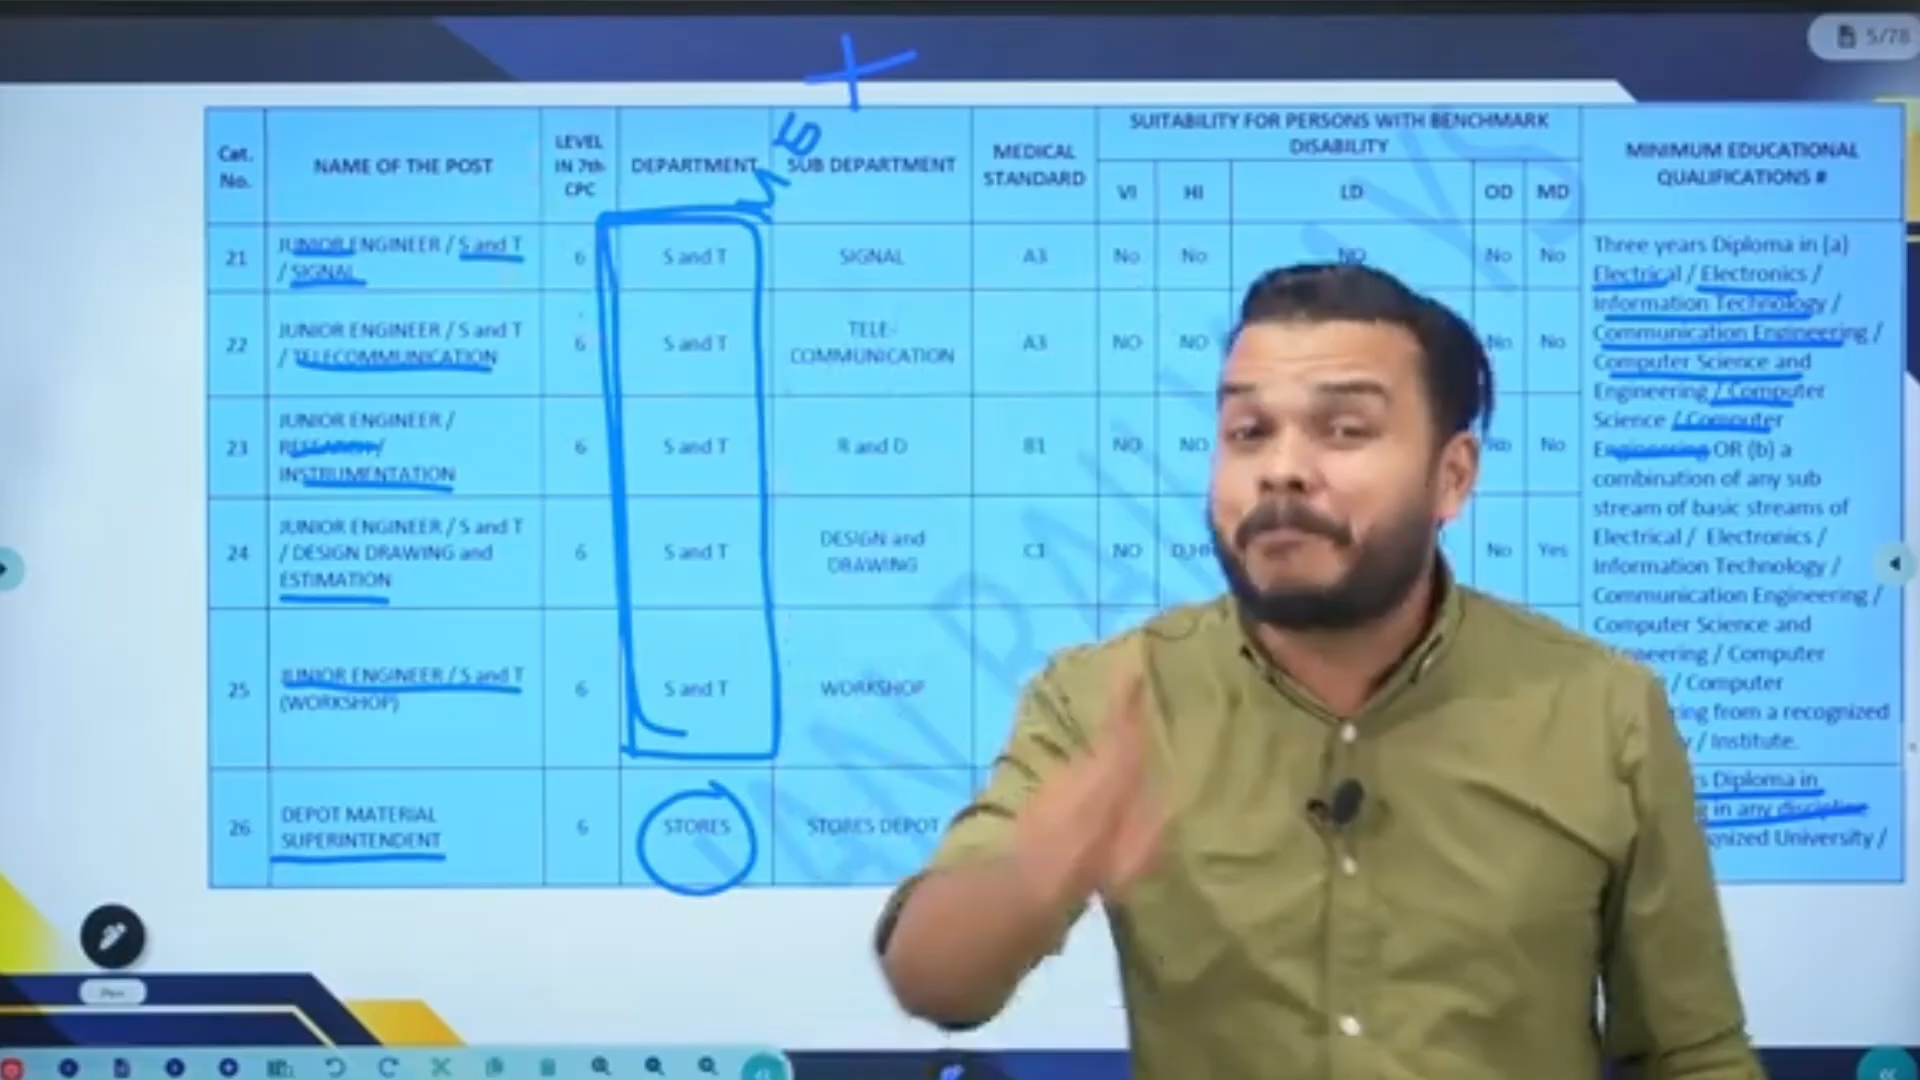 5/78
Cat. No.
NAME OF THE POST
LEVEL IN 7th CPC
DEPARTMENT
SUB DEPARTMENT
MEDICAL STANDARD
SUITABILITY FOR PERSONS WITH BENCHMARK DISABILITY
VI HI LD OD MD
MINIMUM EDUCATIONAL QUALIFICATIONS #
21
JUNIOR ENGINEER / S and T
/ SIGNAL
6
S and T
SIGNAL
A3
No No NO No No
22
JUNIOR ENGINEER / S and T
/ TELECOMMUNICATION
6
S and T
TELE-
COMMUNICATION
A3
NO NO No No
23
JUNIOR ENGINEER /
RESEARCH /
INSTRUMENTATION
6
S and T
R and D
B1
NO NO No No
24
JUNIOR ENGINEER / S and T
/ DESIGN DRAWING and
ESTIMATION
6
S and T
DESIGN and
DRAWING
C1
NO No Yes
25
JUNIOR ENGINEER / S and T
(WORKSHOP)
6
S and T
WORKSHOP
Three years Diploma in (a)
Electrical / Electronics /
Information Technology /
Communication Engineering /
Computer Science and
Engineering / Computer
Science / Computer
Engineering OR (b) a
combination of any sub
stream of basic streams of
Electrical / Electronics /
Information Technology /
Communication Engineering /
Computer Science and
/ Computer
/ Computer
from a recognized
/ Institute.
26
DEPOT MATERIAL
SUPERINTENDENT
6
STORES
STORES DEPOT
Diploma in
in any discipline
University /
Pen